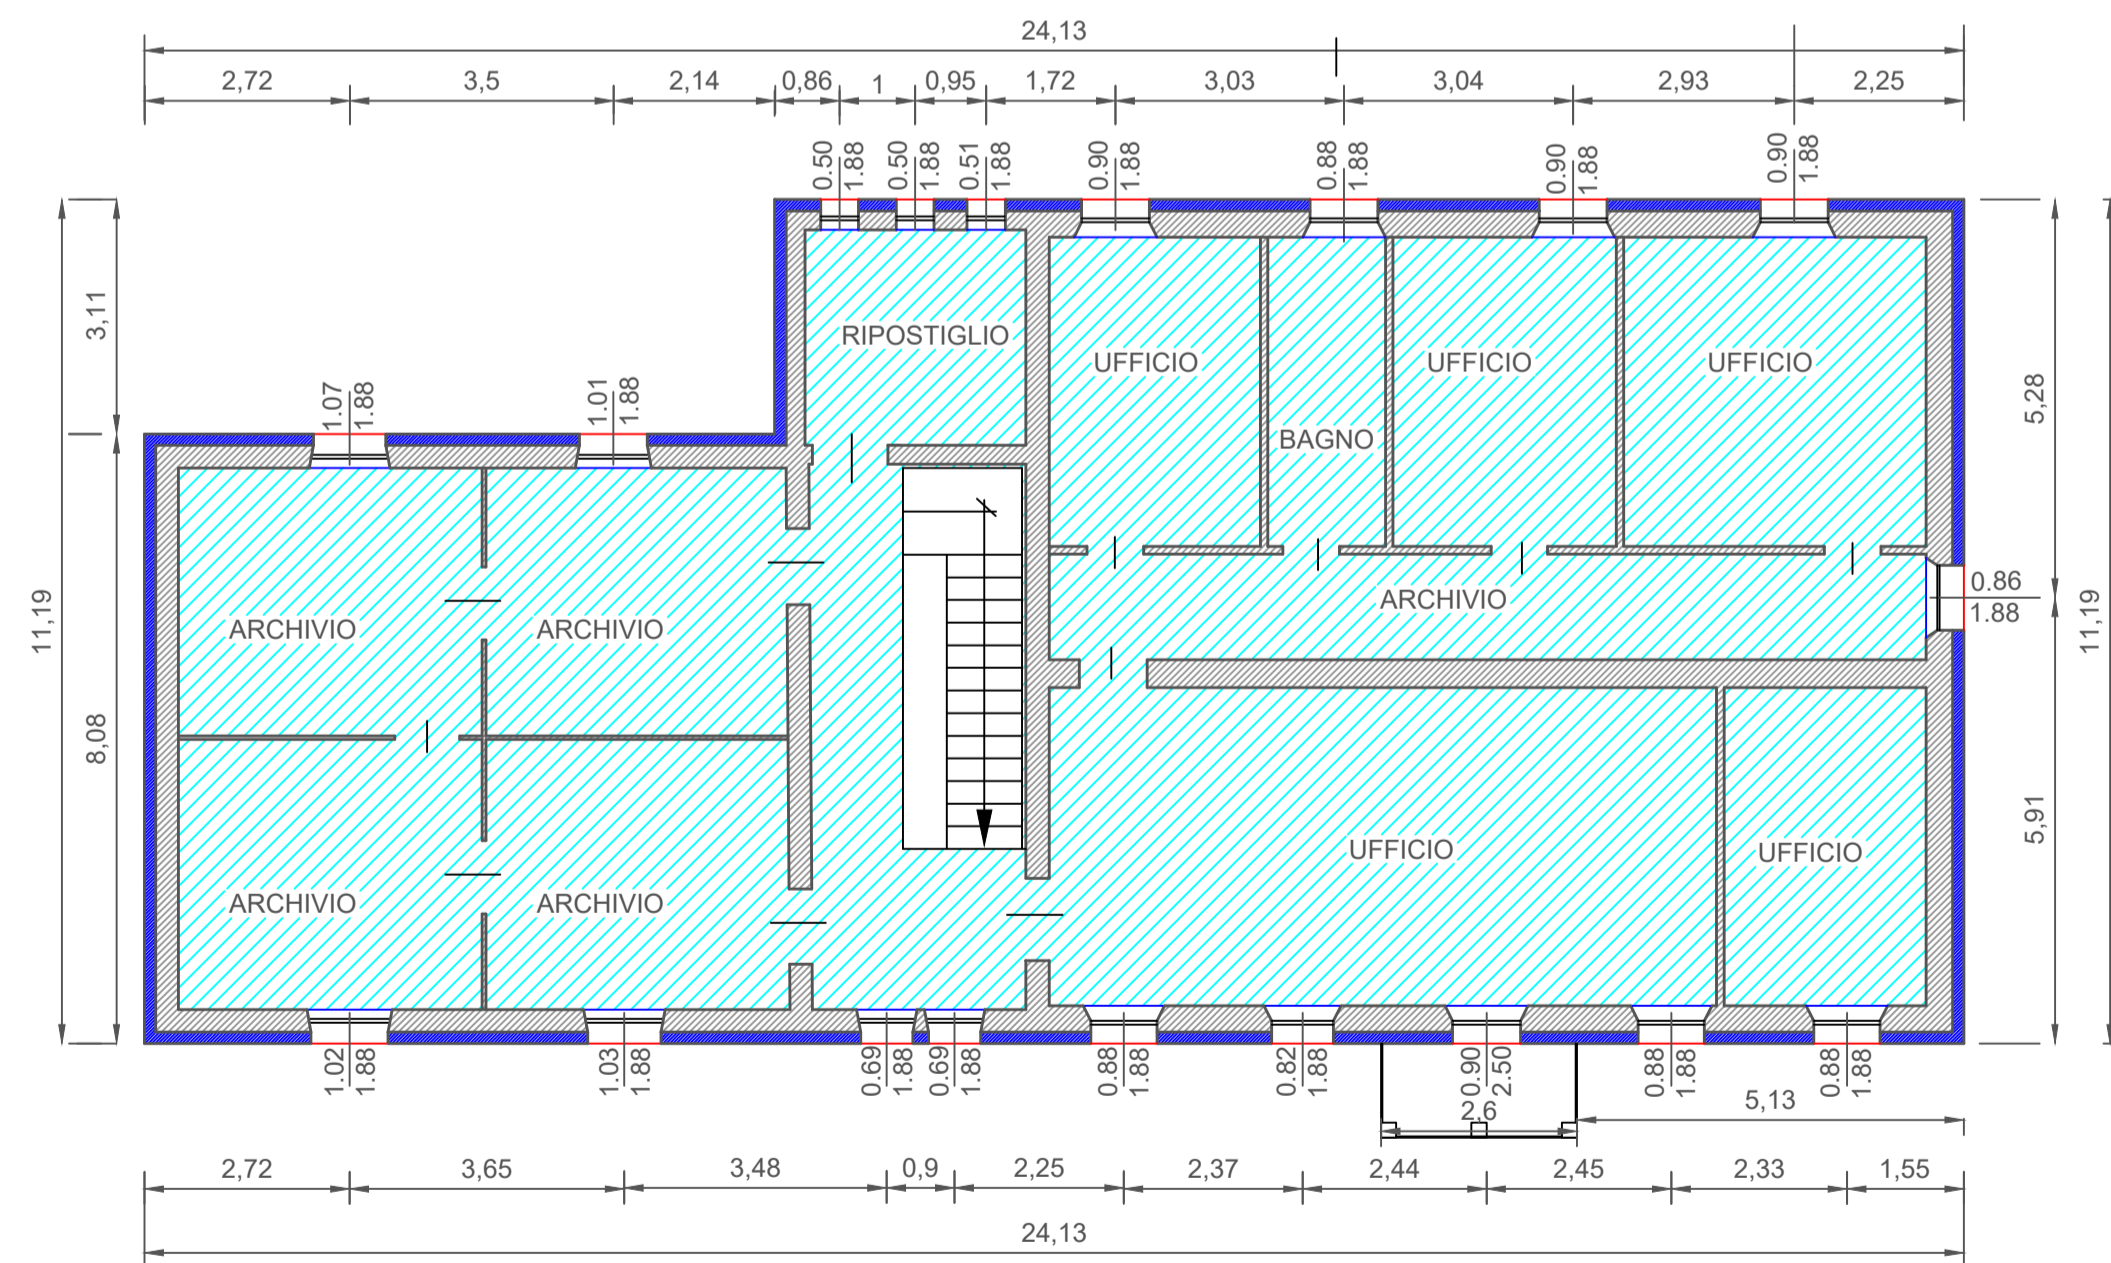 24,13
2,72 3,5 2,14 0,86 1 0,95 1,72 3,03 3,04 2,93 2,25
0.50 1.88 0.50 1.88 0.51 1.88 0.90 1.88 0.88 1.88 0.90 1.88 0.90 1.88
3,11
RIPOSTIGLIO
UFFICIO UFFICIO UFFICIO
1.07 1.88 1.01 1.88
5,28
BAGNO
0.86
1.88
ARCHIVIO
11,19
11,19
ARCHIVIO ARCHIVIO
8,08
5,91
UFFICIO UFFICIO
ARCHIVIO ARCHIVIO
1.02 1.88 1.03 1.88 0.69 1.88 0.69 1.88 0.88 1.88 0.82 1.88 0.90 2.50 0.88 1.88 0.88 1.88
2,6
5,13
2,72 3,65 3,48 0,9 2,25 2,37 2,44 2,45 2,33 1,55
24,13